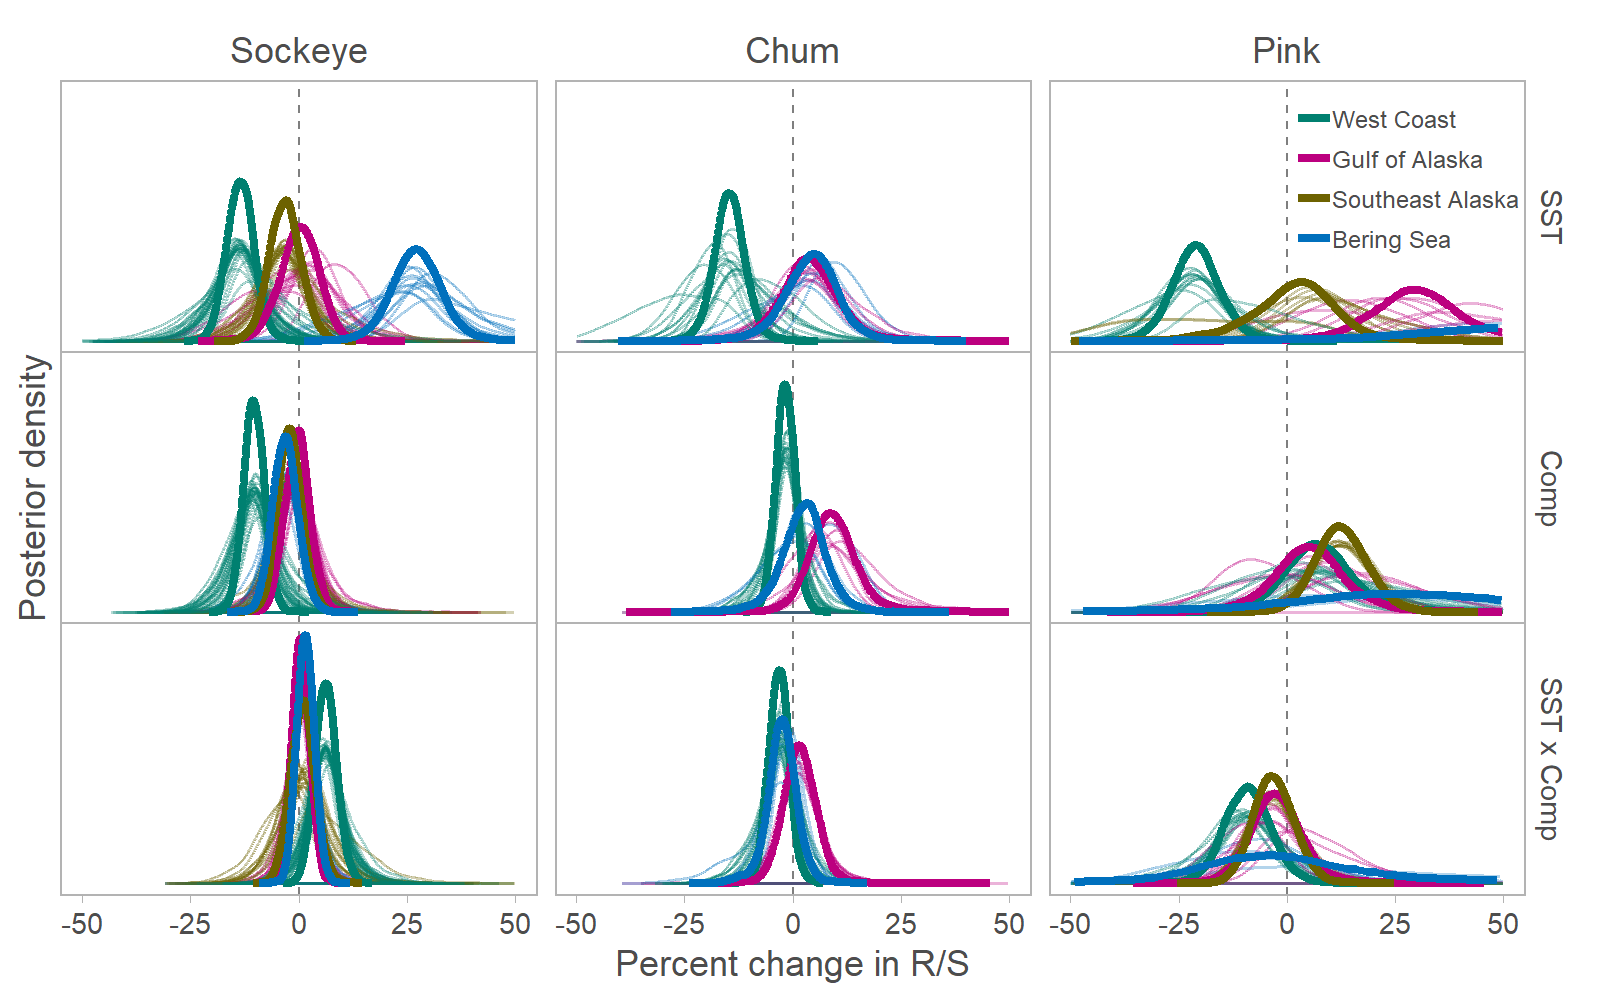 Sockeye
Chum
Pink
West Coast
Gulf of Alaska
Southeast Alaska
Bering Sea
SST
Comp
SST x Comp
Posterior density
-50 -25 0 25 50
-50 -25 0 25 50
-50 -25 0 25 50
Percent change in R/S